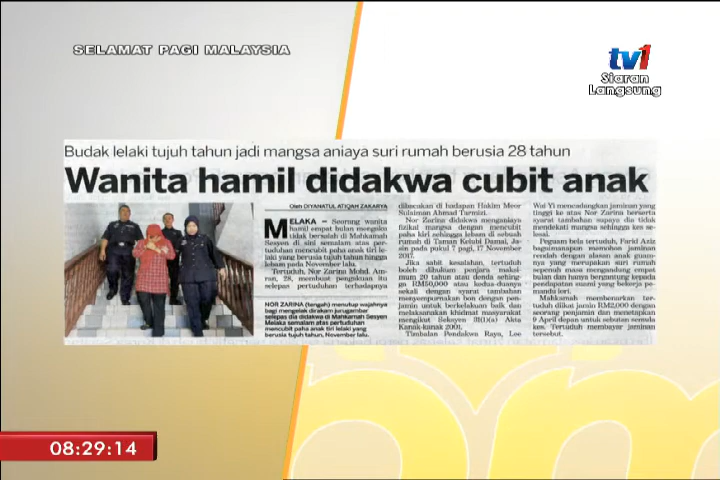 SELAMAT PAGI MALAYSIA
tv1
Siaran
Langsung
Budak lelaki tujuh tahun jadi mangsa aniaya suri rumah berusia 28 tahun
Wanita hamil didakwa cubit anak
Oleh DIYANATUL ATIQAH ZAKARYA
MELAKA – Seorang wanita
hamil empat bulan mengaku
tidak bersalah di Mahkamah
Sesyen di sini semalam atas per-
tuduhan mencubit paha anak tiri le-
laki yang berusia tujuh tahun hingga
lebam pada November lalu.
Tertuduh, Nor Zarina Mohd. Am-
ran, 28, membuat pengakuan itu
selepas pertuduhan terhadapnya
NOR ZARINA (tengah) menutup wajahnya
bagi mengelak dirakam jurugambar
selepas dia didakwa di Mahkamah Sesyen
Melaka semalam atas pertuduhan
mencubit paha anak tiri lelaki yang
berusia tujuh tahun, November lalu.
dibacakan di hadapan Hakim Meor
Sulaiman Ahmad Tarmizi.
Nor Zarina didakwa menganiaya
fizikal mangsa dengan mencubit
paha kiri sehingga lebam di sebuah
rumah di Taman Kelubi Damai, Ja-
sin pada pukul 7 pagi, 17 November
2017.
Jika sabit kesalahan, tertuduh
boleh dihukum penjara maksi-
mum 20 tahun atau denda sehing-
ga RM50,000 atau kedua-duanya
sekali dengan syarat tambahan
menyempurnakan bon dengan pen-
jamin untuk berkelakuan baik dan
melaksanakan khidmat masyarakat
mengikut Seksyen 31(1)(a) Akta
Kanak-kanak 2001.
Timbalan Pendakwa Raya, Lee
Wai Yi mencadangkan jaminan yang
tinggi ke atas Nor Zarina berserta
syarat tambahan supaya dia tidak
mendekati mangsa sehingga kes se-
lesai.
Peguam bela tertuduh, Farid Aziz
bagaimanapun memohon jaminan
rendah dengan alasan anak guam-
nya yang merupakan suri rumah
sepenuh masa mengandung empat
bulan dan hanya bergantung kepada
pendapatan suami yang bekerja pe-
mandu lori.
Mahkamah membenarkan ter-
tuduh diikat jamin RM2,000 dengan
seorang penjamin dan menetapkan
9 April depan untuk sebutan semula
kes. Tertuduh membayar jaminan
tersebut.
08:29:14